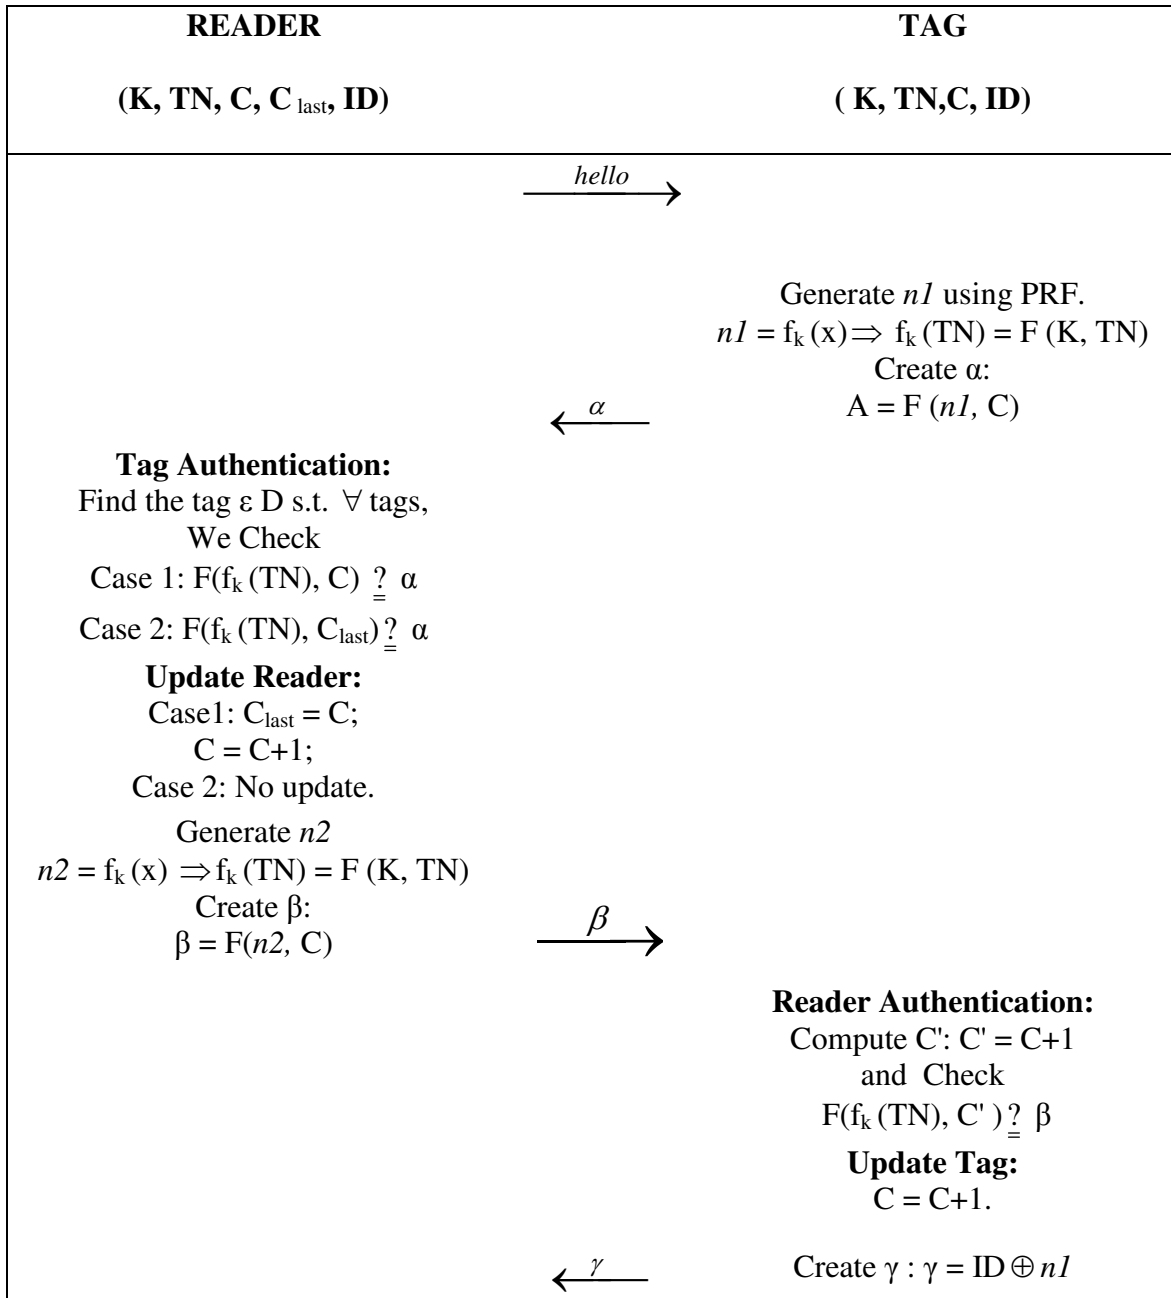 READER
TAG
(K, TN, C, C last, ID)
( K, TN,C, ID)
hello
Generate n1 using PRF.
n1 = fk (x) ⇒ fk (TN) = F (K, TN)
Create α:
A = F (n1, C)
α
Tag Authentication:
Find the tag ε D s.t. ∀ tags,
We Check
Case 1: F(fk (TN), C) ?= α
Case 2: F(fk (TN), Clast) ?= α
Update Reader:
Case1: Clast = C;
C = C+1;
Case 2: No update.
Generate n2
n2 = fk (x) ⇒ fk (TN) = F (K, TN)
Create β:
β = F(n2, C)
β
Reader Authentication:
Compute C': C' = C+1
and Check
F(fk (TN), C' ) ?= β
Update Tag:
C = C+1.
γ
Create γ : γ = ID ⊕ n1